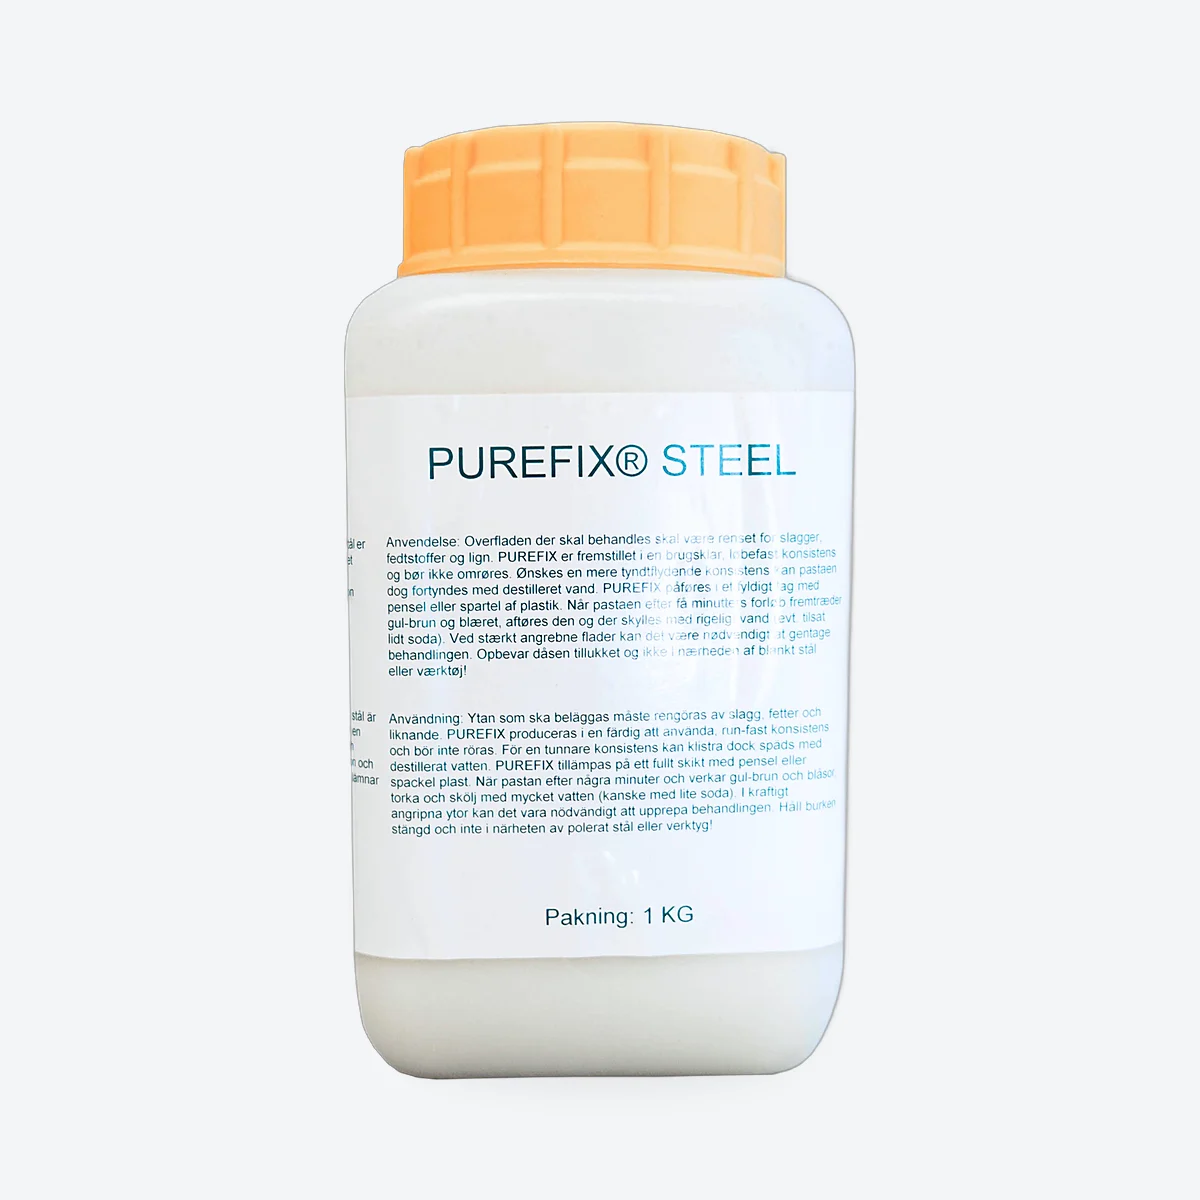 PUREFIX® STEEL
Anvendelse: Overfladen der skal behandles skal være renset for slagger,
fedtstoffer og lign. PUREFIX er fremstillet i en brugsklar, løbefast konsistens
og bør ikke omrøres. Ønskes en mere tyndtflydende konsistens kan pastaen
dog fortyndes med destilleret vand. PUREFIX påføres i et fyldigt lag med
pensel eller spartel af plastik. Når pastaen efter få minutters forløb fremtræder
gul-brun og blæret, aftøres den og der skylles med rigelig vand (evt. tilsat
lidt soda). Ved stærkt angrebne flader kan det være nødvendigt at gentage
behandlingen. Opbevar dåsen tillukket og ikke i nærheden af blankt stål
eller værktøj!
Användning: Ytan som ska beläggas måste rengöras av slagg, fetter och
liknande. PUREFIX produceras i en färdig att använda, run-fast konsistens
och bör inte röras. För en tunnare konsistens kan klistra dock spads med
destillerat vatten. PUREFIX tillämpas på ett fullt skikt med pensel eller
spackel plast. När pastan efter några minuter och verkar gul-brun och blåsor,
torka och skölj med mycket vatten (kanske med lite soda). I kraftigt
angripna ytor kan det vara nödvändigt att upprepa behandlingen. Håll burken
stängd och inte i närheten av polerat stål eller verktyg!
Pakning: 1 KG